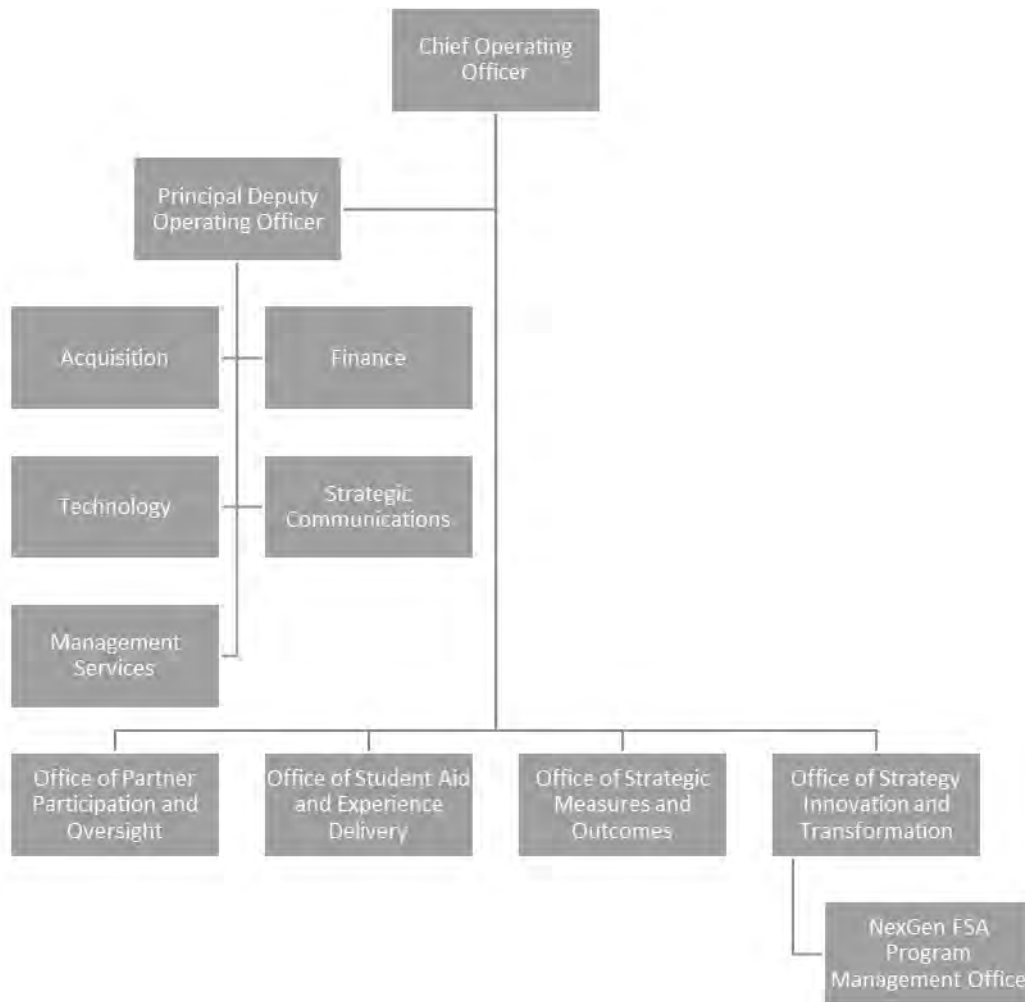 Chief Operating
Officer
Principal Deputy
Operating Officer
Acquisition
Finance
Technology
Strategic
Communications
Management
Services
Office of Partner
Participation and
Oversight
Office of Student Aid
and Experience
Delivery
Office of Strategic
Measures and
Outcomes
Office of Strategy
Innovation and
Transformation
NexGen FSA
Program
Management Office